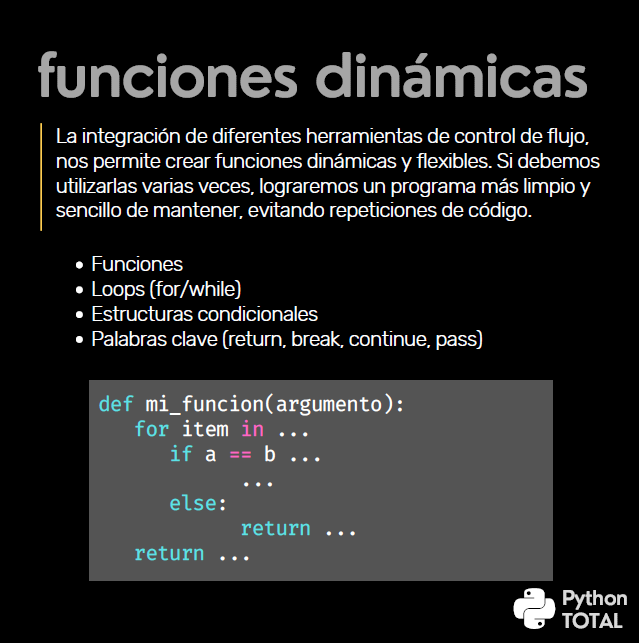 funciones dinámicas
La integración de diferentes herramientas de control de flujo,
nos permite crear funciones dinámicas y flexibles. Si debemos
utilizarlas varias veces, lograremos un programa más limpio y
sencillo de mantener, evitando repeticiones de código.
• Funciones
• Loops (for/while)
• Estructuras condicionales
• Palabras clave (return, break, continue, pass)
def mi_funcion(argumento):
   for item in ...
      if a == b ...
            ...
      else:
            return ...
   return ...
Python
TOTAL